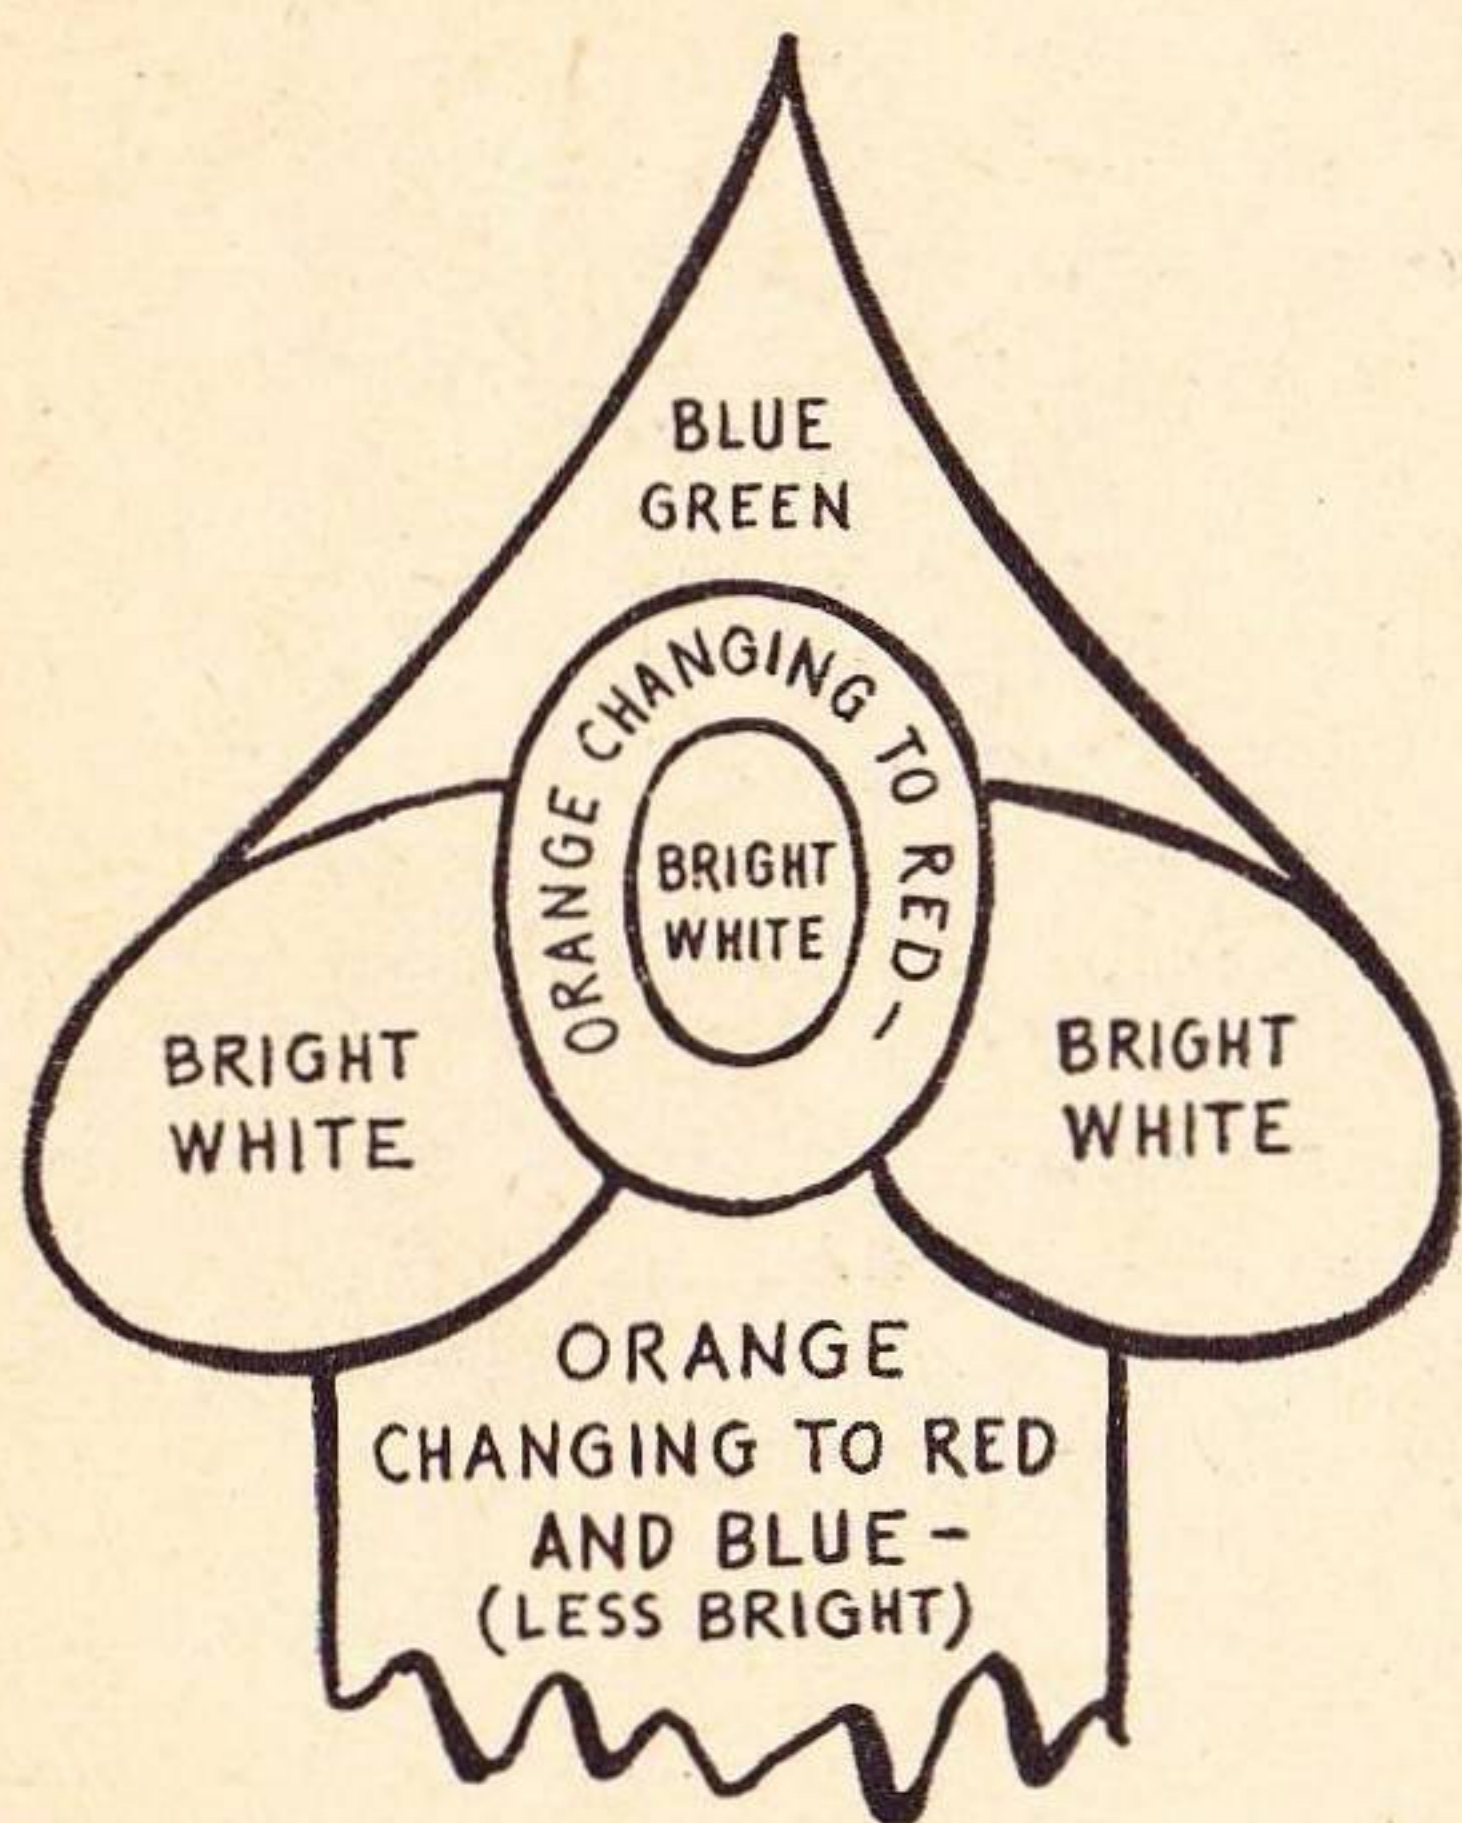 BLUE
GREEN
ORANGE CHANGING TO RED-
BRIGHT
WHITE
BRIGHT
WHITE
BRIGHT
WHITE
ORANGE
CHANGING TO RED
AND BLUE-
(LESS BRIGHT)